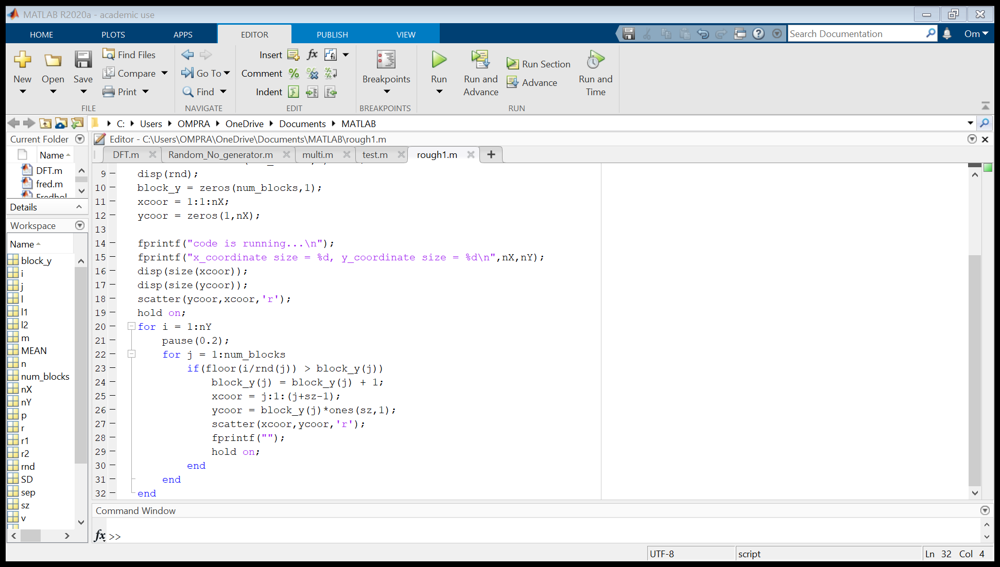 MATLAB R2020a - academic use
HOME PLOTS APPS EDITOR PUBLISH VIEW
Search Documentation
Om
New
Open
Save
Find Files
Compare
Print
FILE
Go To
Find
NAVIGATE
Insert fx
Comment
Indent
EDIT
Breakpoints
BREAKPOINTS
Run
Run and Advance
Run Section
Advance
Run and Time
RUN
C: Users OMPRA OneDrive Documents MATLAB
Current Folder
Name
DFT.m
fred.m
Details
Workspace
Name
block_y
i
j
l
l1
l2
m
MEAN
n
num_blocks
nX
nY
p
r
r1
r2
rnd
SD
sep
sz
v
Editor - C:\Users\OMPRA\OneDrive\Documents\MATLAB\rough1.m
DFT.m Random_No_generator.m multi.m test.m rough1.m +
9 – disp(rnd);
10 – block_y = zeros(num_blocks,1);
11 – xcoor = 1:1:nX;
12 – ycoor = zeros(1,nX);
13
14 – fprintf("code is running...\n");
15 – fprintf("x_coordinate size = %d, y_coordinate size = %d\n",nX,nY);
16 – disp(size(xcoor));
17 – disp(size(ycoor));
18 – scatter(ycoor,xcoor,'r');
19 – hold on;
20 – for i = 1:nY
21 – pause(0.2);
22 – for j = 1:num_blocks
23 – if(floor(i/rnd(j)) > block_y(j))
24 – block_y(j) = block_y(j) + 1;
25 – xcoor = j:1:(j+sz-1);
26 – ycoor = block_y(j)*ones(sz,1);
27 – scatter(xcoor,ycoor,'r');
28 – fprintf("");
29 – hold on;
30 – end
31 – end
32 – end
Command Window
fx >>
UTF-8
script
Ln 32 Col 4